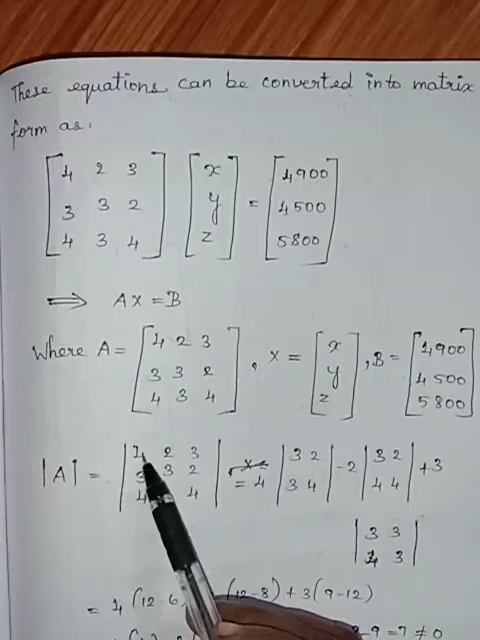 These equations can be converted into matrix
form as.
[4 2 3; 3 3 2; 4 3 4] [x; y; z] = [4900; 4500; 5800]
⟹ AX = B
Where A = [4 2 3; 3 3 2; 4 3 4], X = [x; y; z], B = [4900; 4500; 5800]
|A| = |4 2 3; 3 3 2; 4 4| = 4 |3 2; 3 4| - 2 |3 2; 4 4| + 3
|3 3; 4 3|
= 4 (12-6) (12-8) + 3(9-12)
-9 = 7 ≠ 0